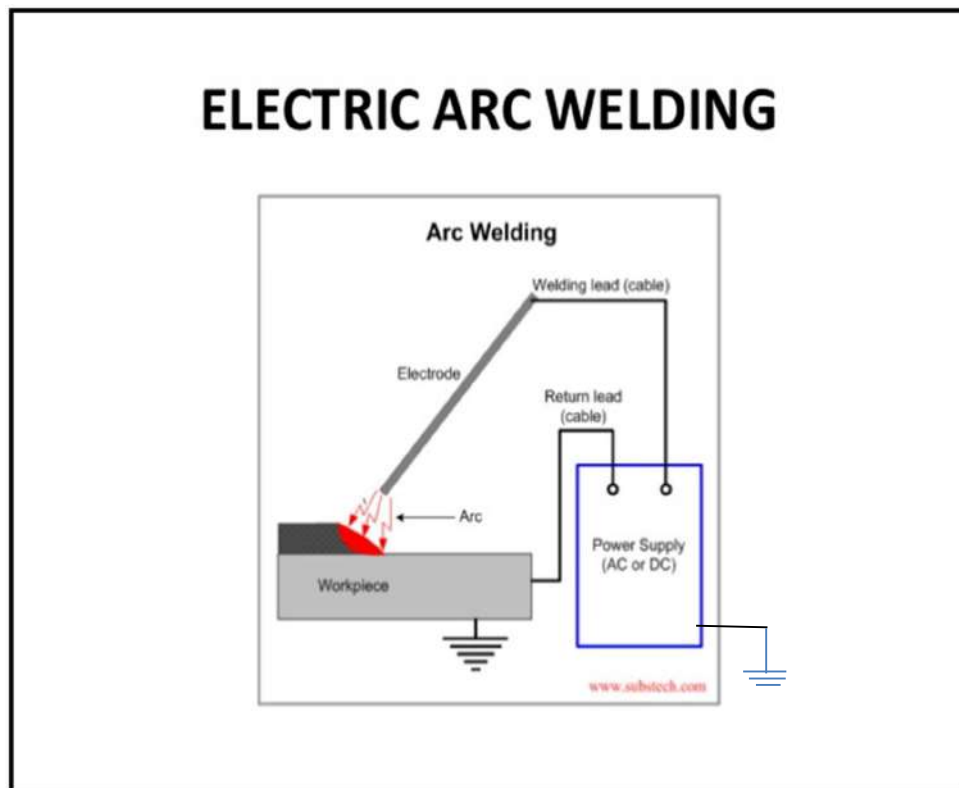 ELECTRIC ARC WELDING
Arc Welding
Welding lead (cable)
Electrode
Return lead
(cable)
Arc
Power Supply
(AC or DC)
Workpiece
www.substech.com